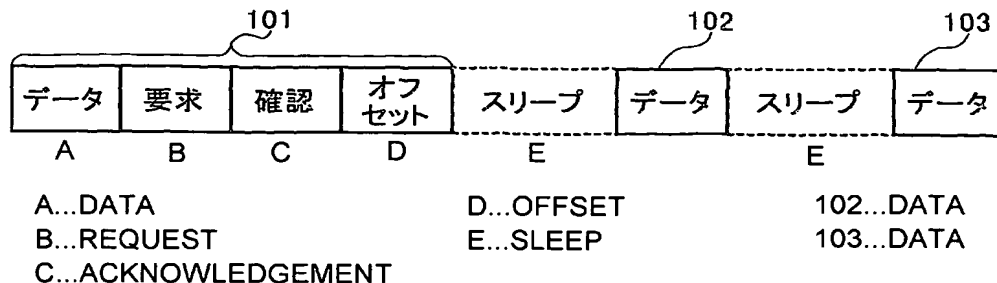 101 102 103
データ 要求 確認 オフセット スリープ データ スリープ データ
A B C D E E
A...DATA D...OFFSET 102...DATA
B...REQUEST E...SLEEP 103...DATA
C...ACKNOWLEDGEMENT